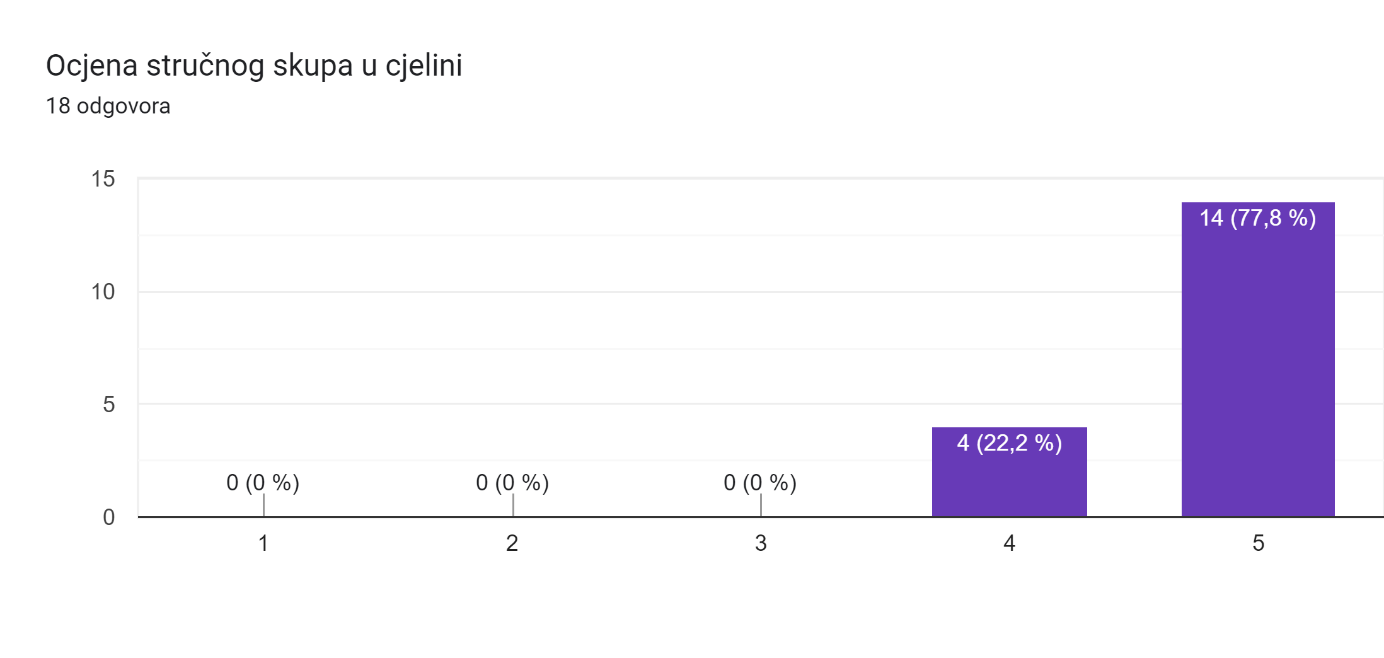 Ocjena stručnog skupa u cjelini
18 odgovora
15
14 (77,8 %)
10
5
4 (22,2 %)
0 (0 %) 0 (0 %) 0 (0 %)
0
1 2 3 4 5